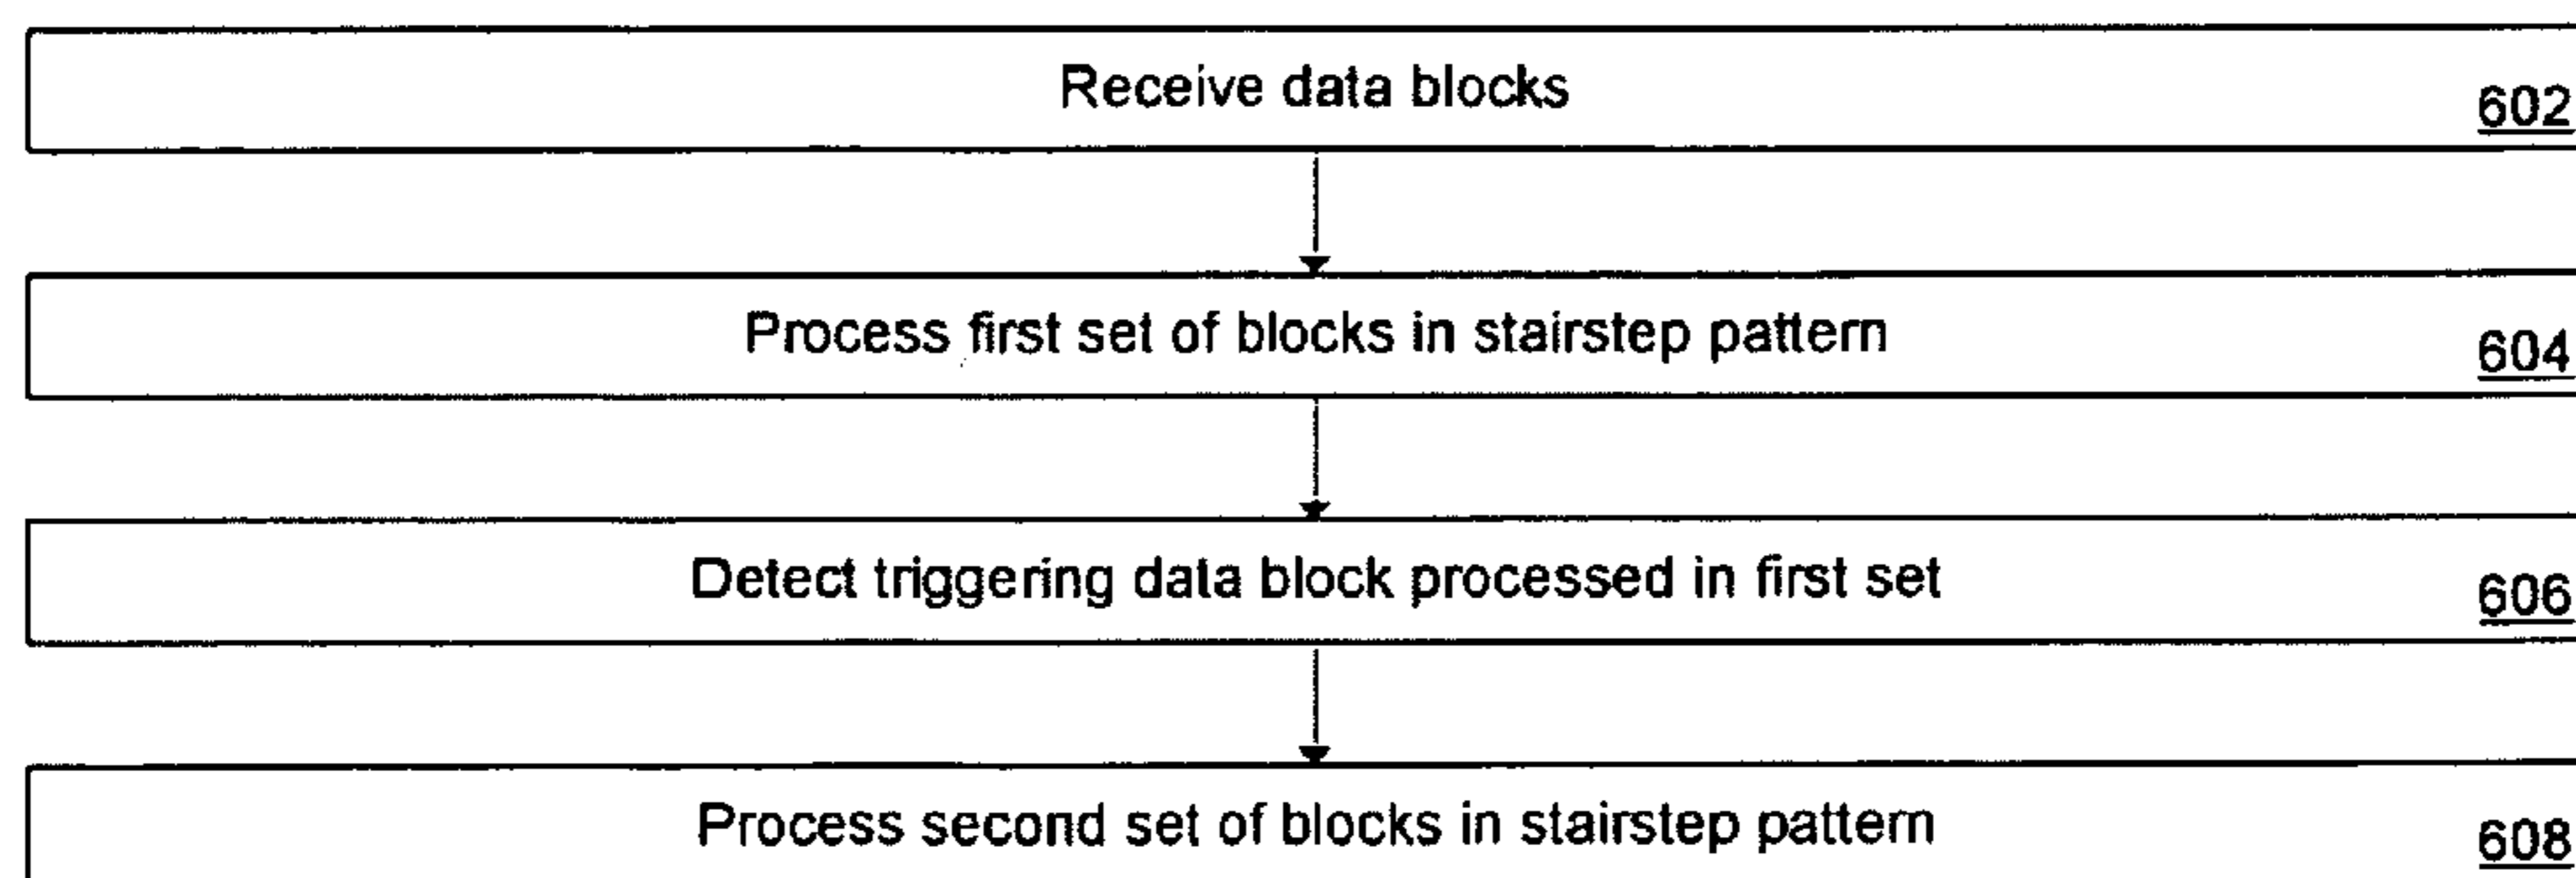 Receive data blocks
602
Process first set of blocks in stairstep pattern
604
Detect triggering data block processed in first set
606
Process second set of blocks in stairstep pattern
608